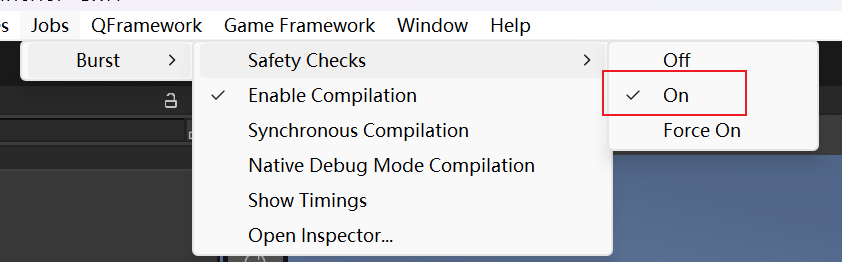 Jobs QFramework Game Framework Window Help
Burst
Safety Checks
Enable Compilation
Synchronous Compilation
Native Debug Mode Compilation
Show Timings
Open Inspector...
Off
On
Force On